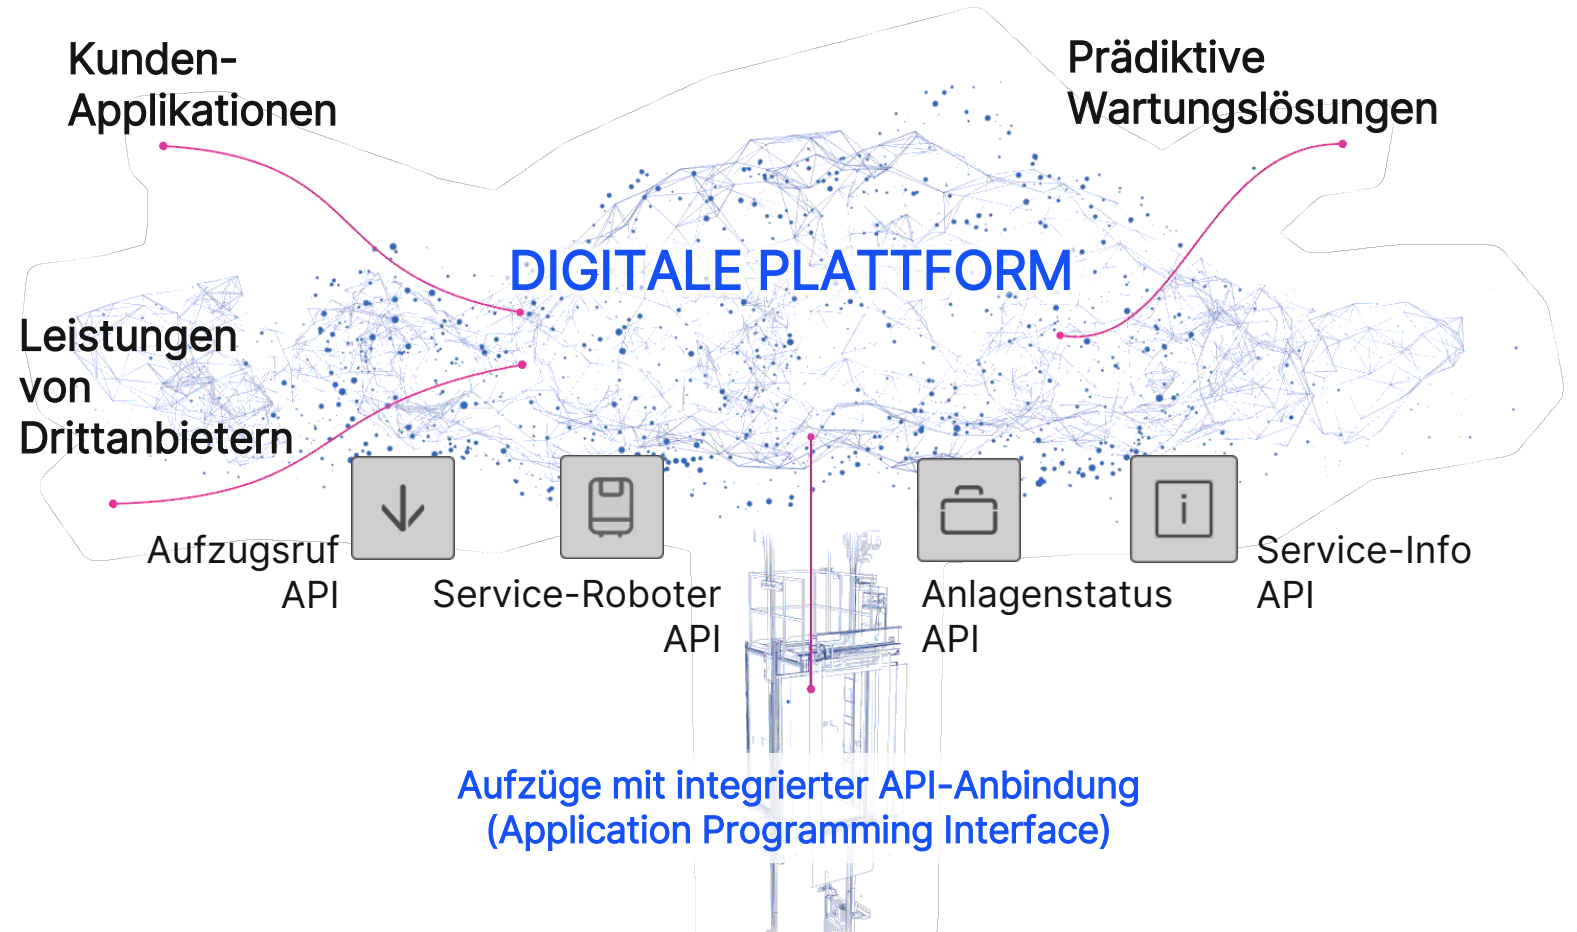 Kunden-
Applikationen
Prädiktive
Wartungslösungen
DIGITALE PLATTFORM
Leistungen
von
Drittanbietern
Aufzugsruf
API
Service-Roboter
API
Anlagenstatus
API
Service-Info
API
Aufzüge mit integrierter API-Anbindung
(Application Programming Interface)